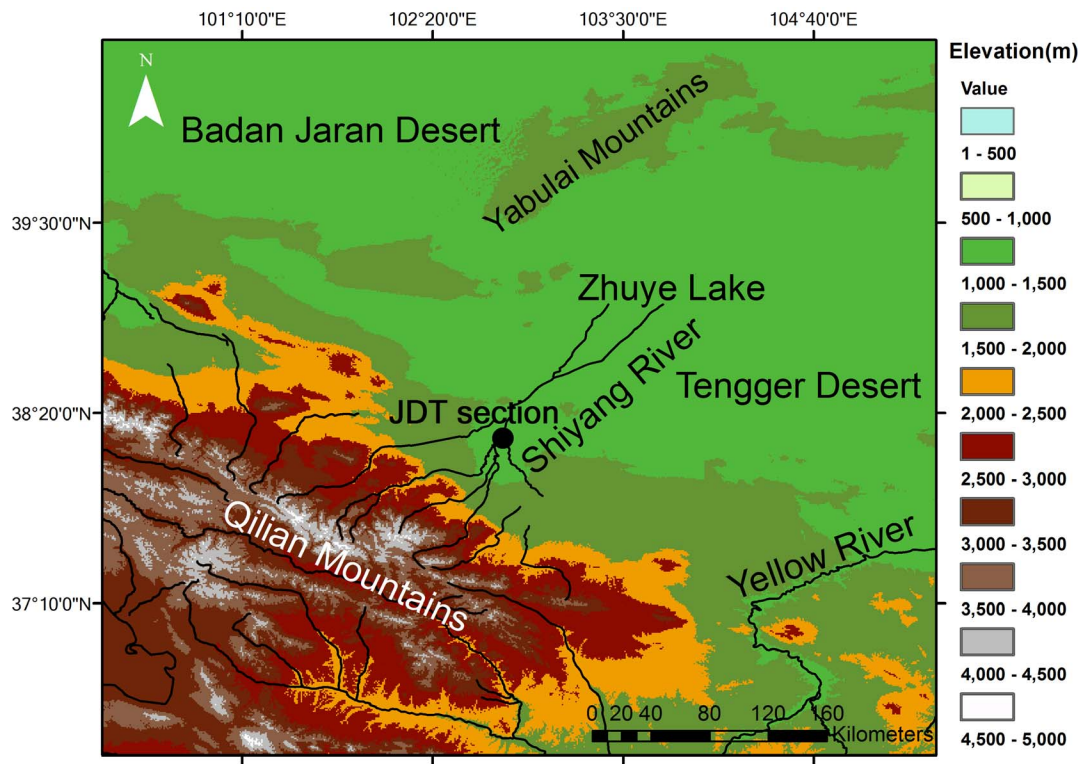 101°10'0"E
102°20'0"E
103°30'0"E
104°40'0"E
Elevation(m)
Value
1 - 500
500 - 1,000
1,000 - 1,500
1,500 - 2,000
2,000 - 2,500
2,500 - 3,000
3,000 - 3,500
3,500 - 4,000
4,000 - 4,500
4,500 - 5,000
39°30'0"N
38°20'0"N
37°10'0"N
N
Badan Jaran Desert
Yabulai Mountains
Zhuye Lake
Shiyang River
Tengger Desert
JDT section
Qilian Mountains
Yellow River
0 20 40 80 120 160
Kilometers